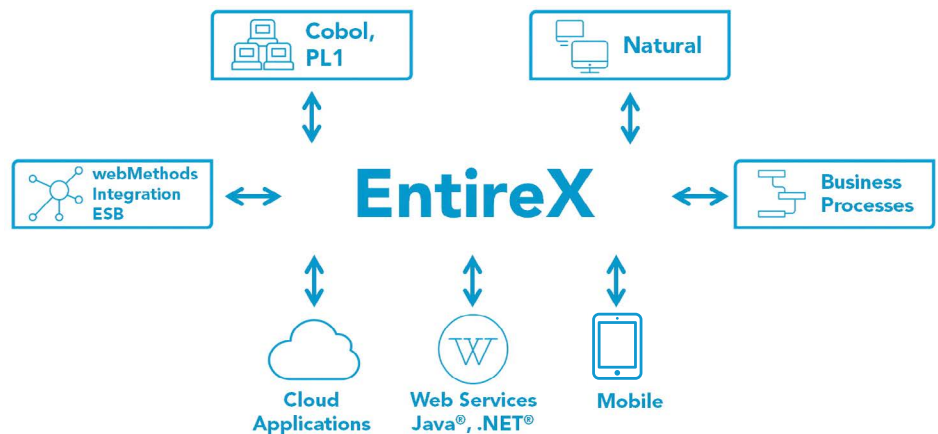 Cobol,
PL1
Natural
webMethods
Integration
ESB
EntireX
Business
Processes
W
Cloud
Applications
Web Services
Java®, .NET®
Mobile